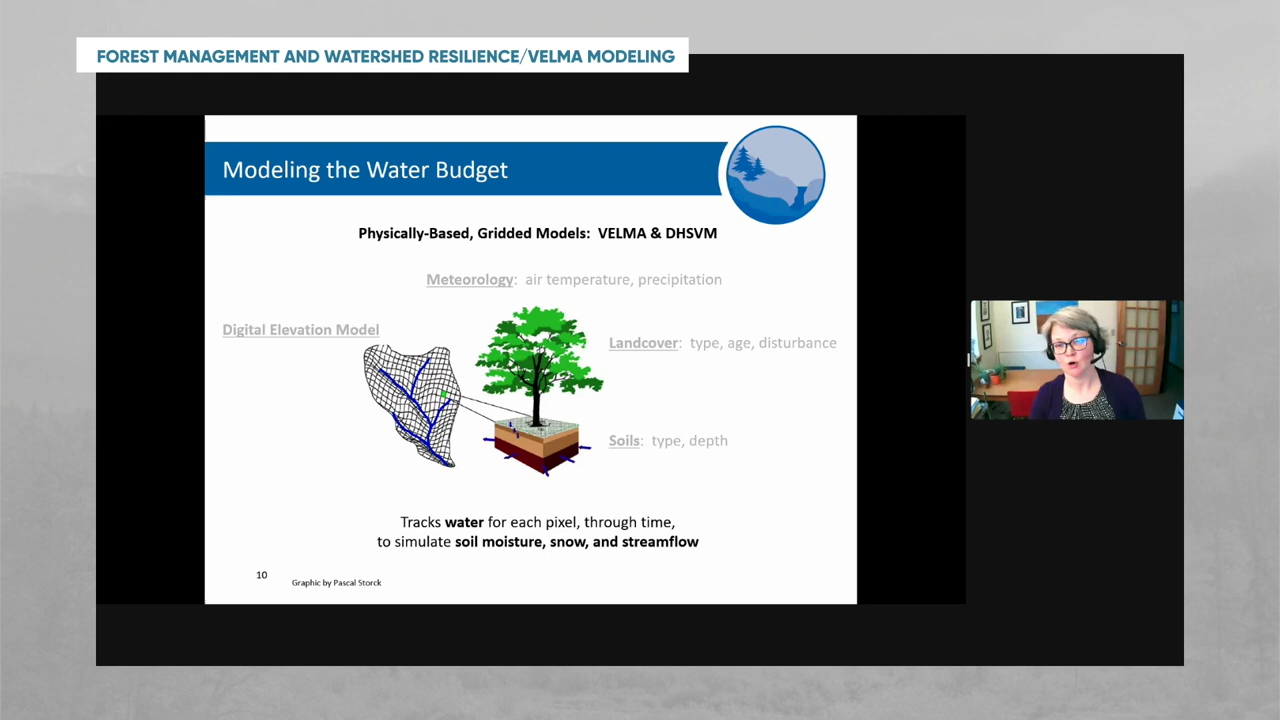 FOREST MANAGEMENT AND WATERSHED RESILIENCE/VELMA MODELING
Modeling the Water Budget
Physically-Based, Gridded Models: VELMA & DHSVM
Meteorology: air temperature, precipitation
Digital Elevation Model
Landcover: type, age, disturbance
Soils: type, depth
Tracks water for each pixel, through time,
to simulate soil moisture, snow, and streamflow
10
Graphic by Pascal Storck